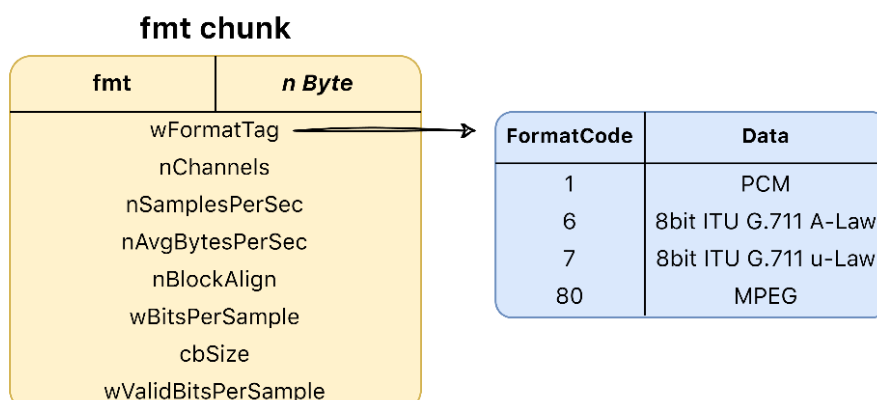 fmt chunk
fmt n Byte
wFormatTag
nChannels
nSamplesPerSec
nAvgBytesPerSec
nBlockAlign
wBitsPerSample
cbSize
wValidBitsPerSample
FormatCode Data
1 PCM
6 8bit ITU G.711 A-Law
7 8bit ITU G.711 u-Law
80 MPEG